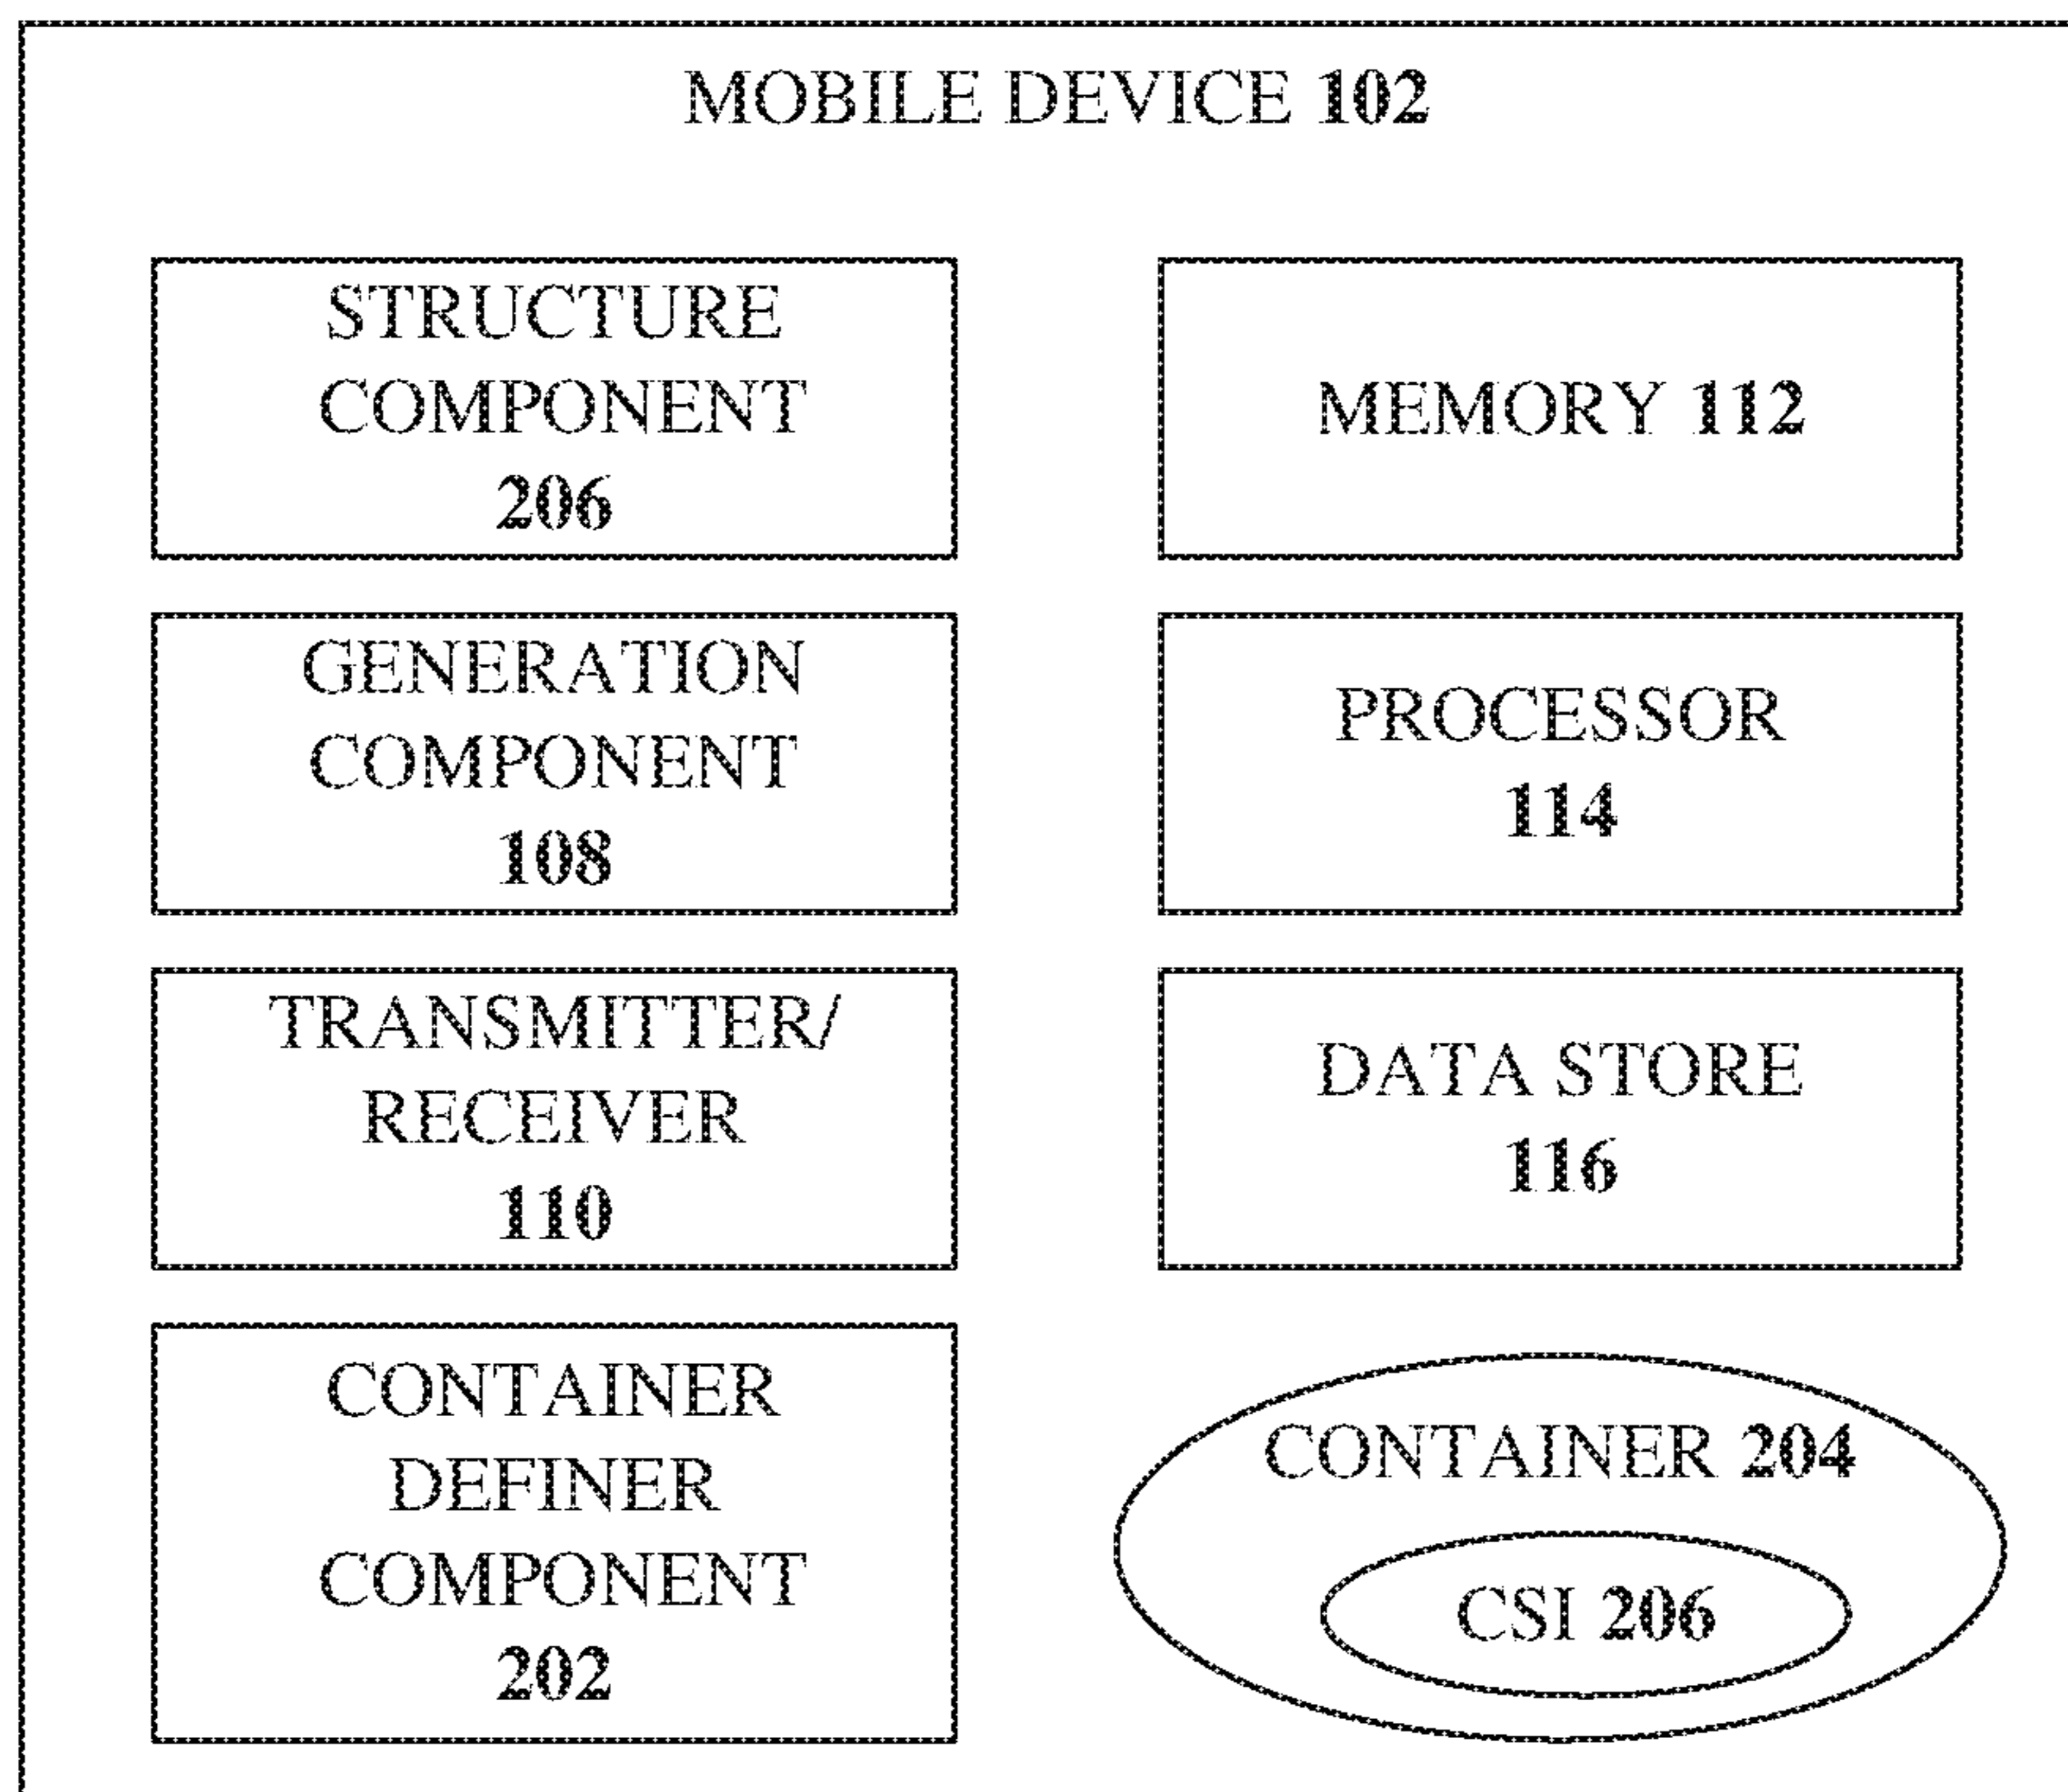 MOBILE DEVICE 102
STRUCTURE
COMPONENT
206
MEMORY 112
GENERATION
COMPONENT
108
PROCESSOR
114
TRANSMITTER/
RECEIVER
110
DATA STORE
116
CONTAINER
DEFINER
COMPONENT
202
CONTAINER 204
CSI 206